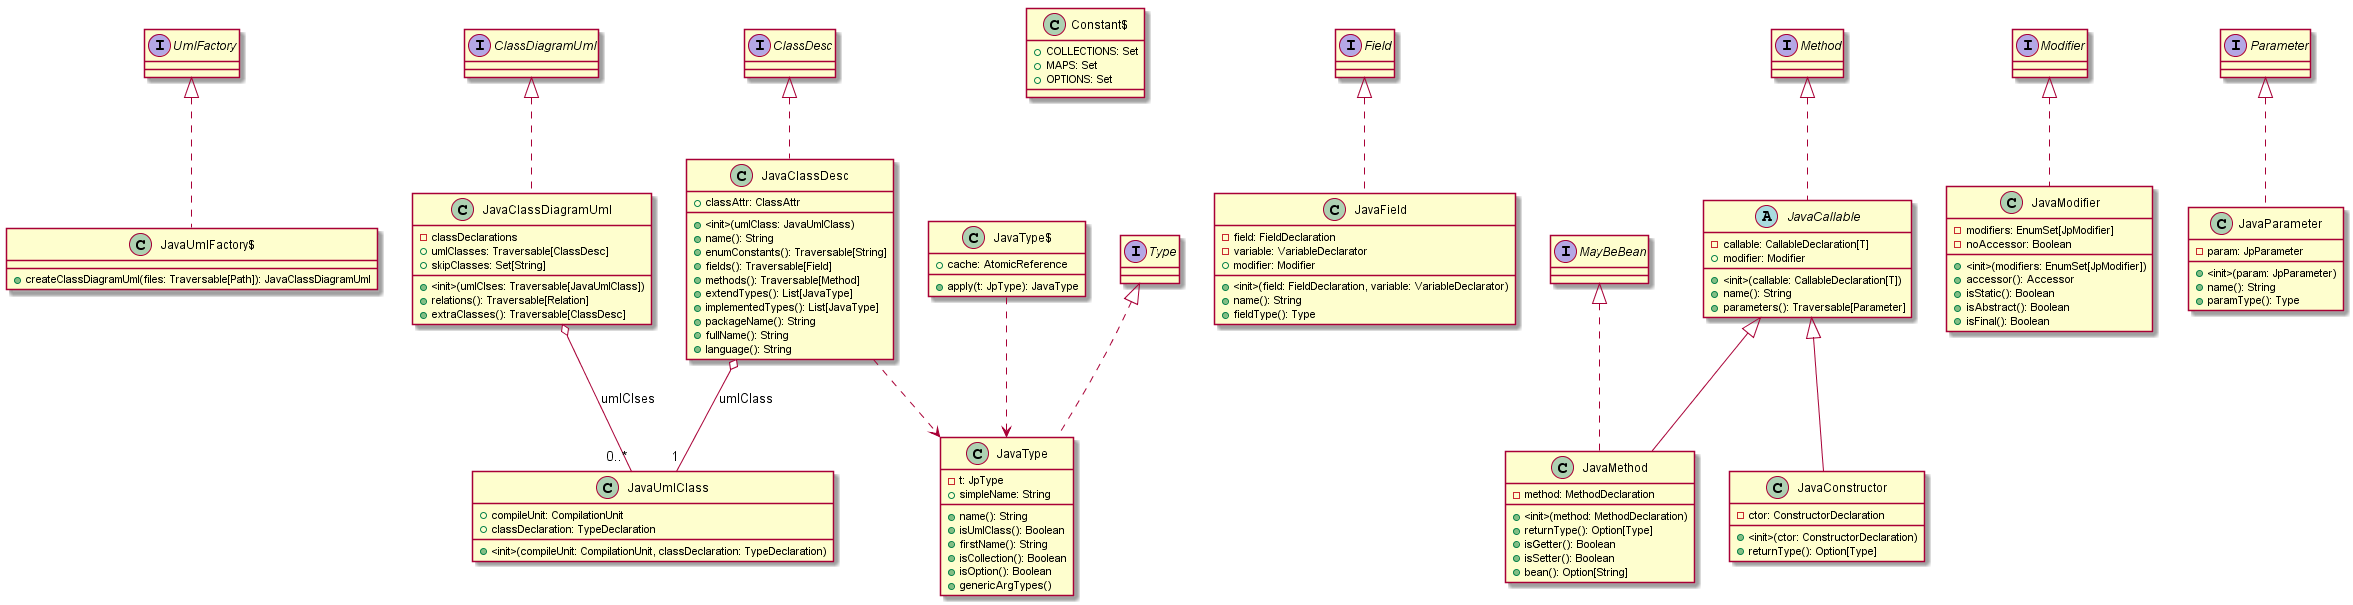 I UmlFactory
I ClassDiagramUml
I ClassDesc
C Constant$
COLLECTIONS: Set
MAPS: Set
OPTIONS: Set
I Field
I Method
I Modifier
I Parameter
C JavaUmlFactory$
createClassDiagramUml(files: Traversable[Path]): JavaClassDiagramUml
C JavaClassDiagramUml
classDeclarations
umlClasses: Traversable[ClassDesc]
skipClasses: Set[String]
<init>(umlClses: Traversable[JavaUmlClass])
relations(): Traversable[Relation]
extraClasses(): Traversable[ClassDesc]
C JavaClassDesc
classAttr: ClassAttr
<init>(umlClass: JavaUmlClass)
name(): String
enumConstants(): Traversable[String]
fields(): Traversable[Field]
methods(): Traversable[Method]
extendTypes(): List[JavaType]
implementedTypes(): List[JavaType]
packageName(): String
fullName(): String
language(): String
C JavaType$
cache: AtomicReference
apply(t: JpType): JavaType
I Type
C JavaField
field: FieldDeclaration
variable: VariableDeclarator
modifier: Modifier
<init>(field: FieldDeclaration, variable: VariableDeclarator)
name(): String
fieldType(): Type
I MayBeBean
A JavaCallable
callable: CallableDeclaration[T]
modifier: Modifier
<init>(callable: CallableDeclaration[T])
name(): String
parameters(): Traversable[Parameter]
C JavaModifier
modifiers: EnumSet[JpModifier]
noAccessor: Boolean
<init>(modifiers: EnumSet[JpModifier])
accessor(): Accessor
isStatic(): Boolean
isAbstract(): Boolean
isFinal(): Boolean
C JavaParameter
param: JpParameter
<init>(param: JpParameter)
name(): String
paramType(): Type
umlClses
umlClass
0..*
1
C JavaUmlClass
compileUnit: CompilationUnit
classDeclaration: TypeDeclaration
<init>(compileUnit: CompilationUnit, classDeclaration: TypeDeclaration)
C JavaType
t: JpType
simpleName: String
name(): String
isUmlClass(): Boolean
firstName(): String
isCollection(): Boolean
isOption(): Boolean
genericArgTypes()
C JavaMethod
method: MethodDeclaration
<init>(method: MethodDeclaration)
returnType(): Option[Type]
isGetter(): Boolean
isSetter(): Boolean
bean(): Option[String]
C JavaConstructor
ctor: ConstructorDeclaration
<init>(ctor: ConstructorDeclaration)
returnType(): Option[Type]